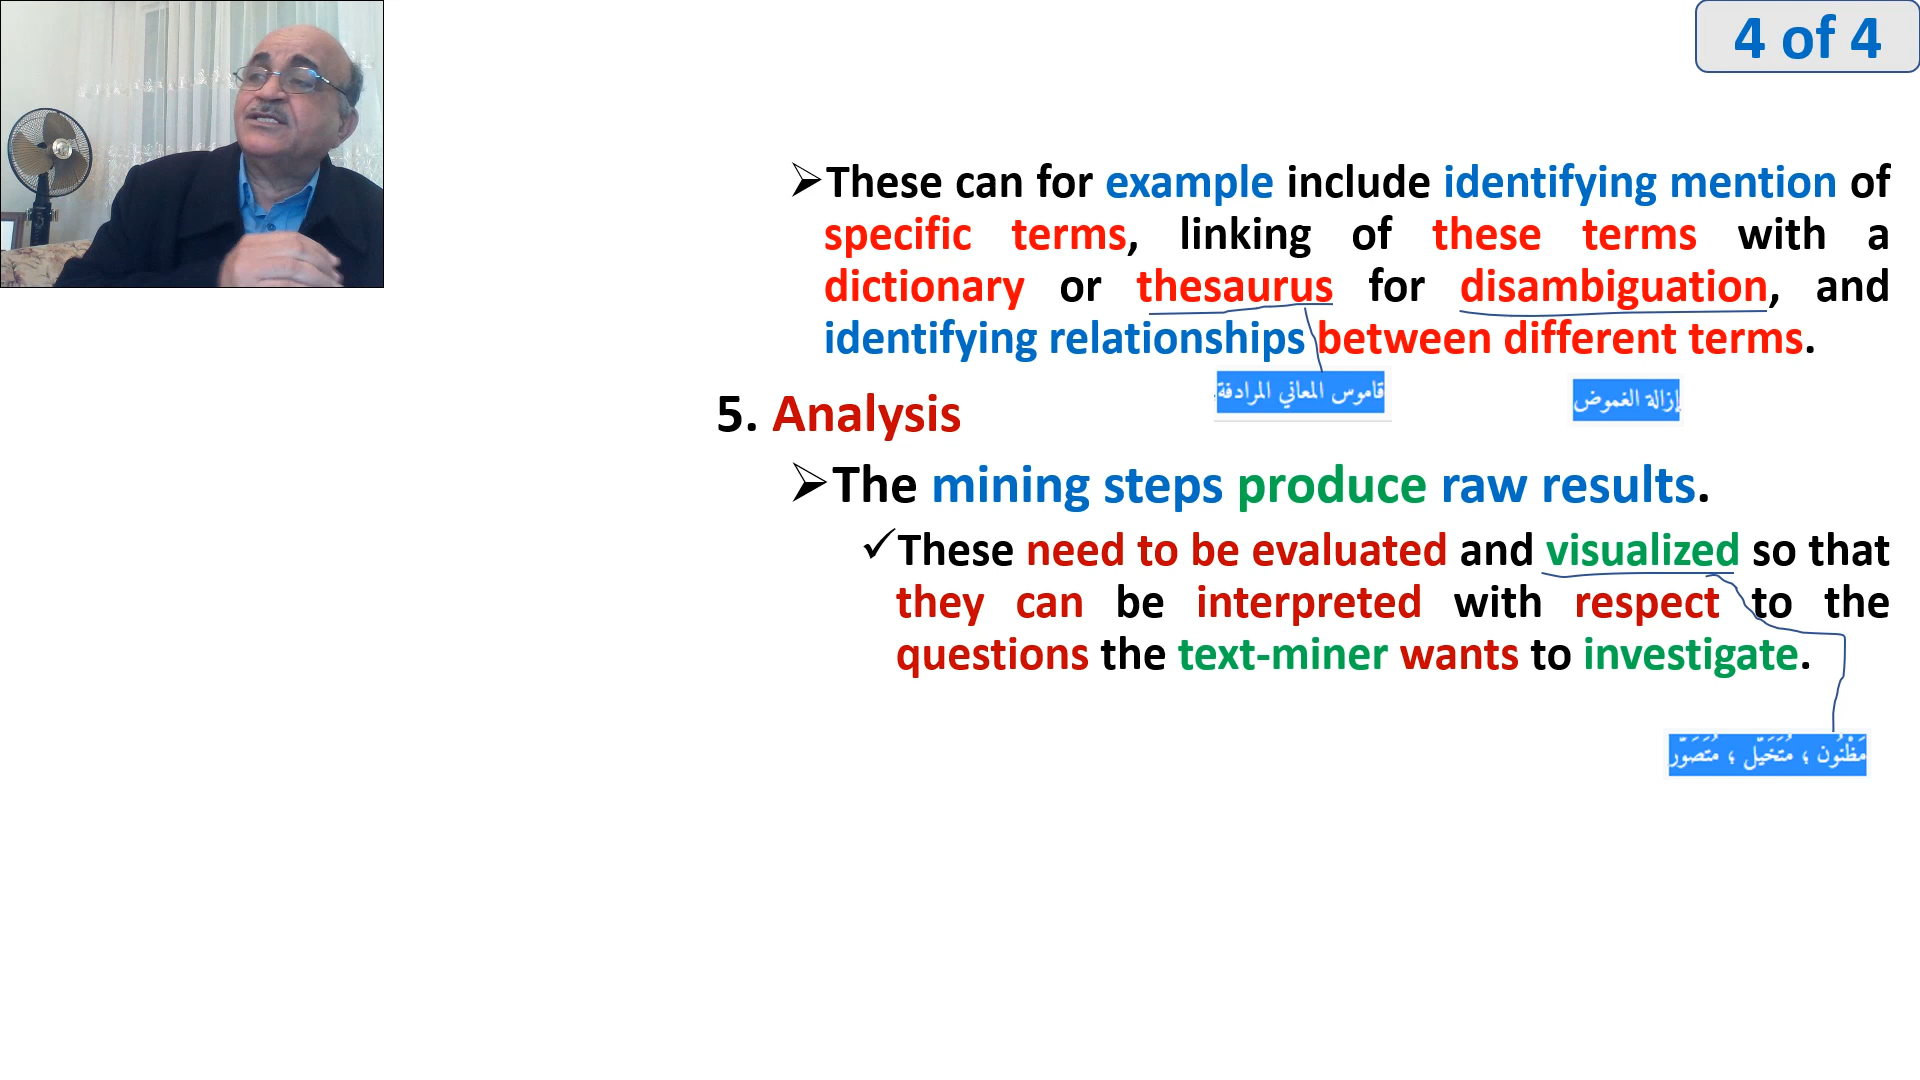 4 of 4
➢These can for example include identifying mention of
specific terms, linking of these terms with a
dictionary or thesaurus for disambiguation, and
identifying relationships between different terms.
قاموس المعاني المرادفة
إزالة الغموض
5. Analysis
➢The mining steps produce raw results.
✓These need to be evaluated and visualized so that
they can be interpreted with respect to the
questions the text-miner wants to investigate.
مَظْنُون ؛ مُتَخَيّل ؛ مُتَصَوّر